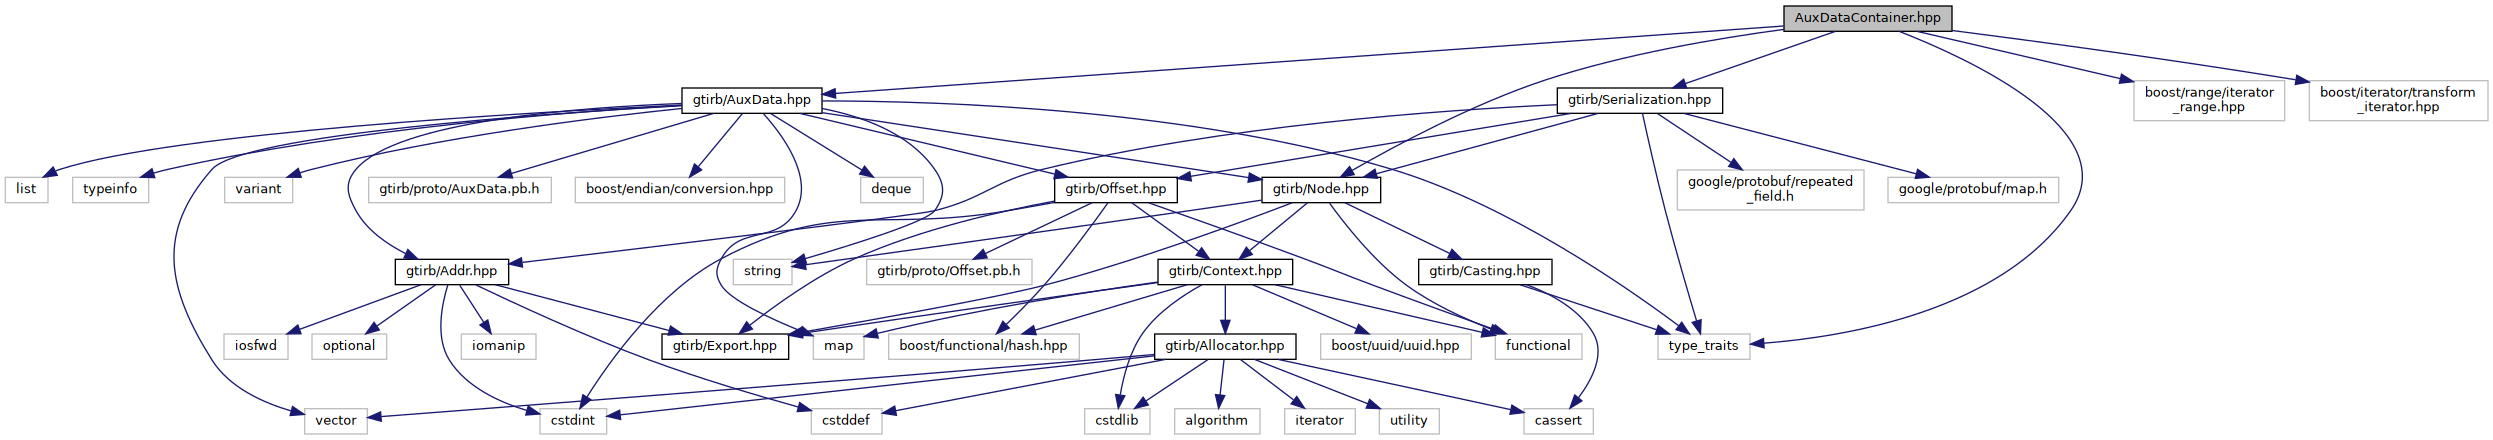 AuxDataContainer.hpp
gtirb/AuxData.hpp
gtirb/Serialization.hpp
boost/range/iterator
_range.hpp
boost/iterator/transform
_iterator.hpp
list
typeinfo
variant
gtirb/proto/AuxData.pb.h
boost/endian/conversion.hpp
deque
gtirb/Offset.hpp
gtirb/Node.hpp
google/protobuf/repeated
_field.h
google/protobuf/map.h
gtirb/Addr.hpp
string
gtirb/proto/Offset.pb.h
gtirb/Context.hpp
gtirb/Casting.hpp
iosfwd
optional
iomanip
gtirb/Export.hpp
map
boost/functional/hash.hpp
gtirb/Allocator.hpp
boost/uuid/uuid.hpp
functional
type_traits
vector
cstdint
cstddef
cstdlib
algorithm
iterator
utility
cassert